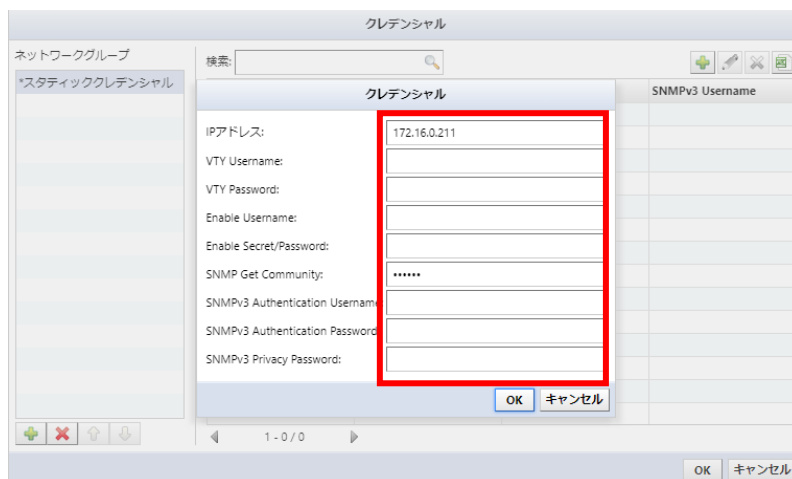 クレデンシャル
ネットワークグループ
検索:
*スタティッククレデンシャル
クレデンシャル
SNMPv3 Username
IPアドレス: 172.16.0.211
VTY Username:
VTY Password:
Enable Username:
Enable Secret/Password:
SNMP Get Community: ••••••
SNMPv3 Authentication Username
SNMPv3 Authentication Password
SNMPv3 Privacy Password:
OK キャンセル
1 - 0 / 0
OK キャンセル